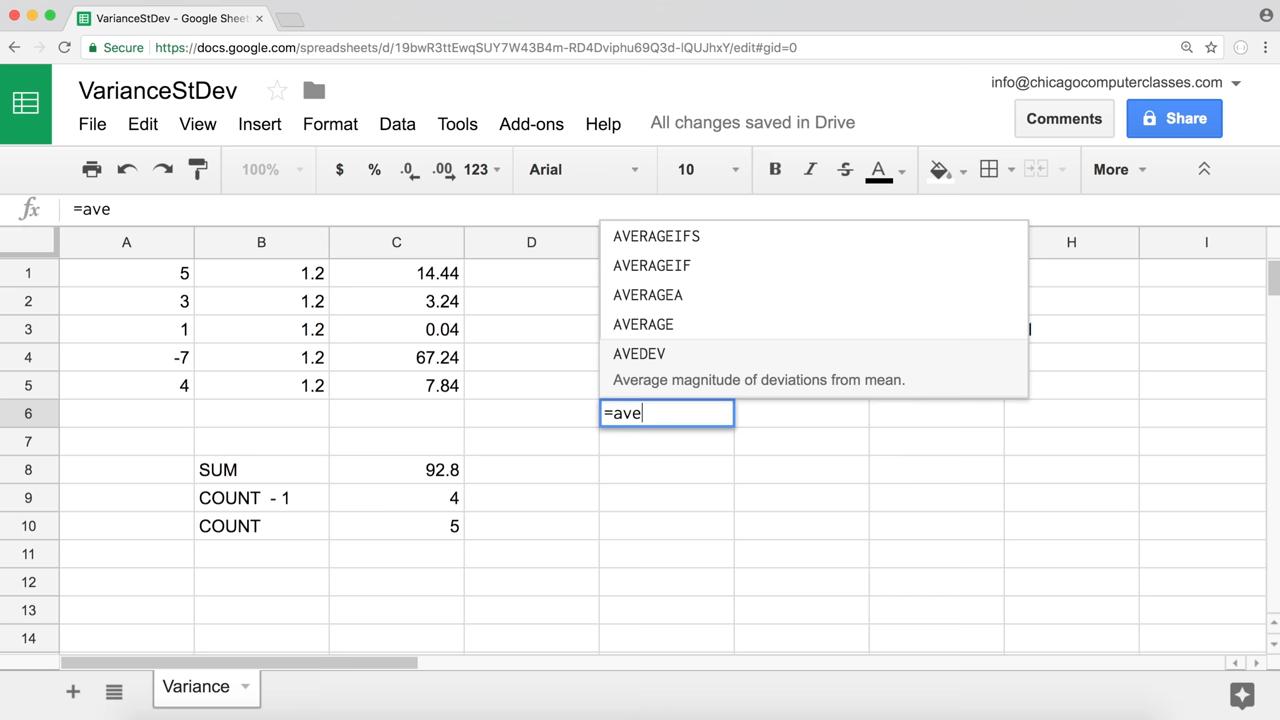 VarianceStDev - Google Sheet
Secure https://docs.google.com/spreadsheets/d/19bwR3ttEwqSUY7W43B4m-RD4Dviphu69Q3d-lQUJhxY/edit#gid=0
VarianceStDev
info@chicagocomputerclasses.com
File Edit View Insert Format Data Tools Add-ons Help All changes saved in Drive
Comments Share
100% $ % .0 .00 123 Arial 10 B I S A More
fx =ave
A B C D H I
1 5 1.2 14.44
2 3 1.2 3.24
3 1 1.2 0.04
4 -7 1.2 67.24
5 4 1.2 7.84
AVERAGEIFS
AVERAGEIF
AVERAGEA
AVERAGE
AVEDEV
Average magnitude of deviations from mean.
6 =ave
7
8 SUM 92.8
9 COUNT - 1 4
10 COUNT 5
11
12
13
14
Variance